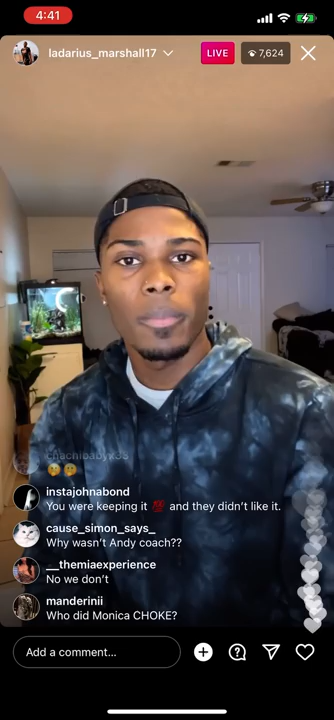 4:41
ladarius_marshall17
LIVE
7,624
chachibabyk33
🤭🤭
instajohnabond
You were keeping it 💯 and they didn’t like it.
cause_simon_says_
Why wasn’t Andy coach??
__themiaexperience
No we don’t
manderinii
Who did Monica CHOKE?
Add a comment...